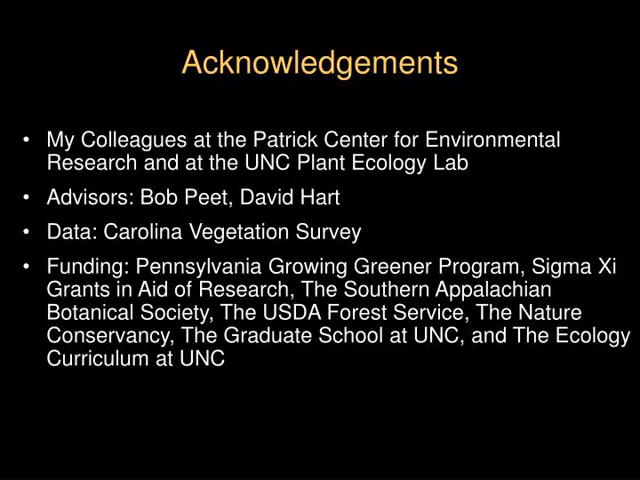 Acknowledgements
• My Colleagues at the Patrick Center for Environmental
Research and at the UNC Plant Ecology Lab
• Advisors: Bob Peet, David Hart
• Data: Carolina Vegetation Survey
• Funding: Pennsylvania Growing Greener Program, Sigma Xi
Grants in Aid of Research, The Southern Appalachian
Botanical Society, The USDA Forest Service, The Nature
Conservancy, The Graduate School at UNC, and The Ecology
Curriculum at UNC